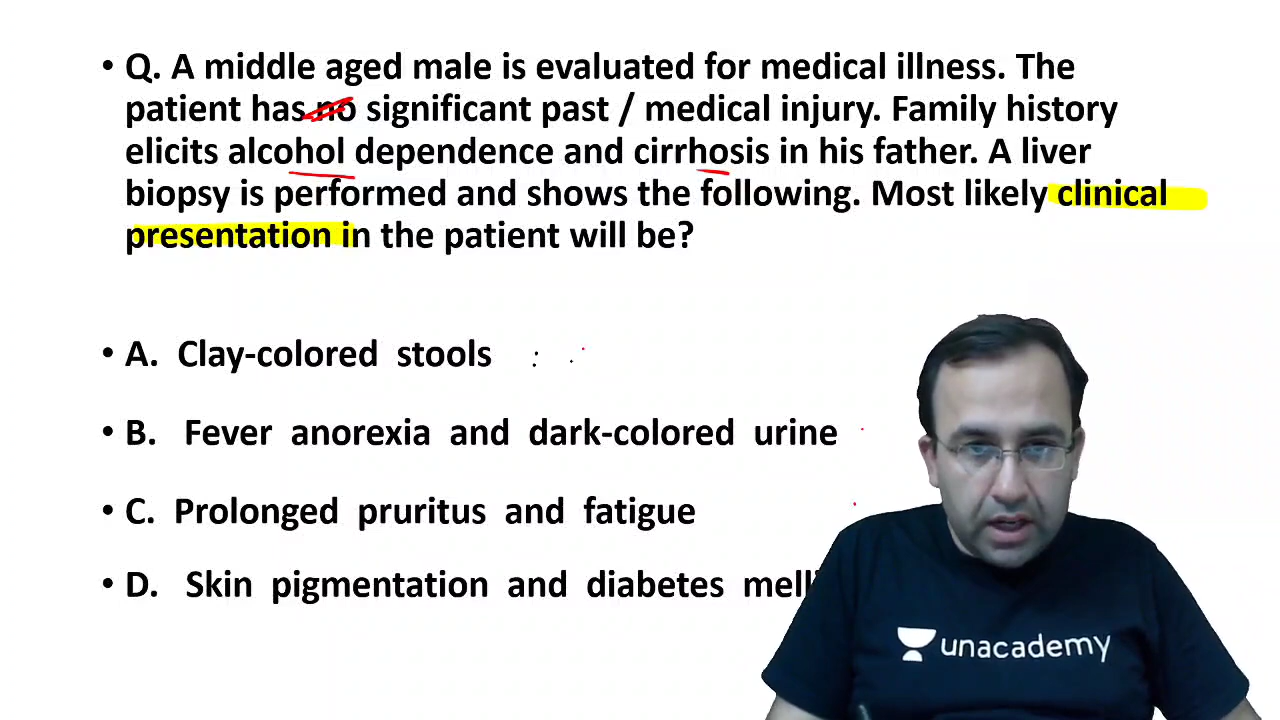 • Q. A middle aged male is evaluated for medical illness. The
patient has no significant past / medical injury. Family history
elicits alcohol dependence and cirrhosis in his father. A liver
biopsy is performed and shows the following. Most likely clinical
presentation in the patient will be?
• A. Clay-colored stools
• B. Fever anorexia and dark-colored urine
• C. Prolonged pruritus and fatigue
• D. Skin pigmentation and diabetes
unacademy